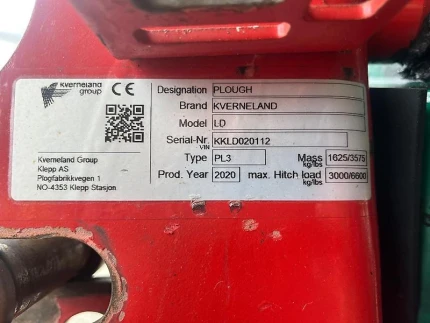 kverneland
group
CE
Designation PLOUGH
Brand KVERNELAND
Model LD
Serial-Nr. KKLD020112
VIN
Type PL3 Mass 1625/3575
kg/lbs
Prod. Year 2020 max. Hitch load 3000/6600
kg/lbs
Kverneland Group
Klepp AS
Plogfabrikkvegen 1
NO-4353 Klepp Stasjon